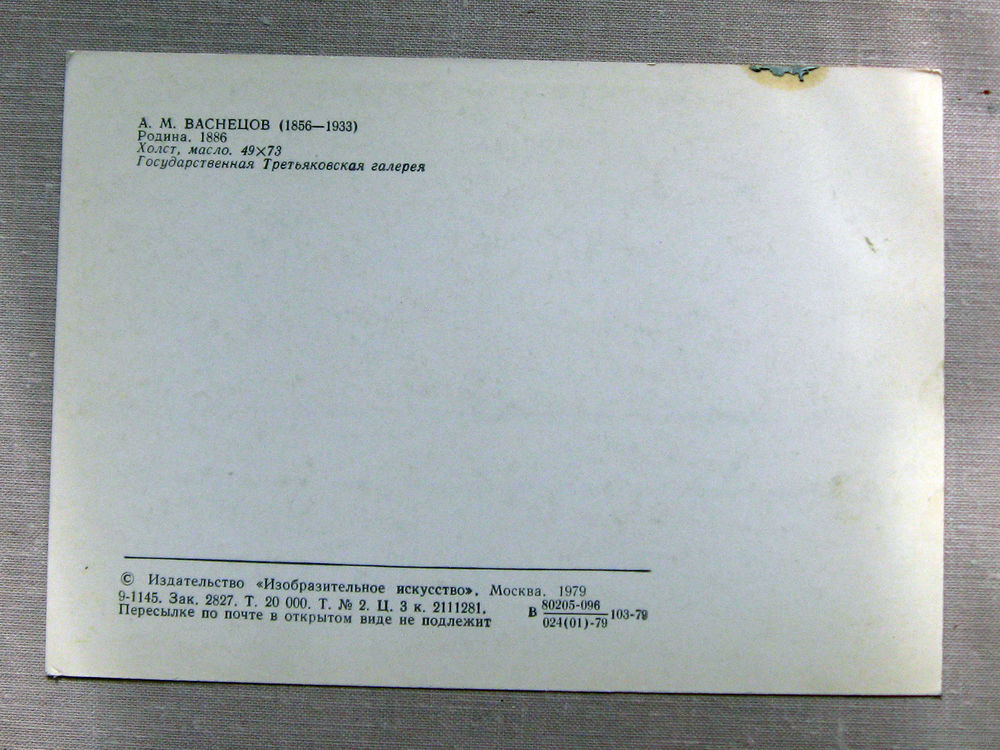 А. М. ВАСНЕЦОВ (1856—1933)
Родина. 1886
Холст, масло. 49×73
Государственная Третьяковская галерея
© Издательство «Изобразительное искусство». Москва. 1979
9-1145. Зак. 2827. Т. 20 000. Т. № 2. Ц. 3 к. 2111281.
Пересылке по почте в открытом виде не подлежит
В 80205-096
024(01)-79 103-79